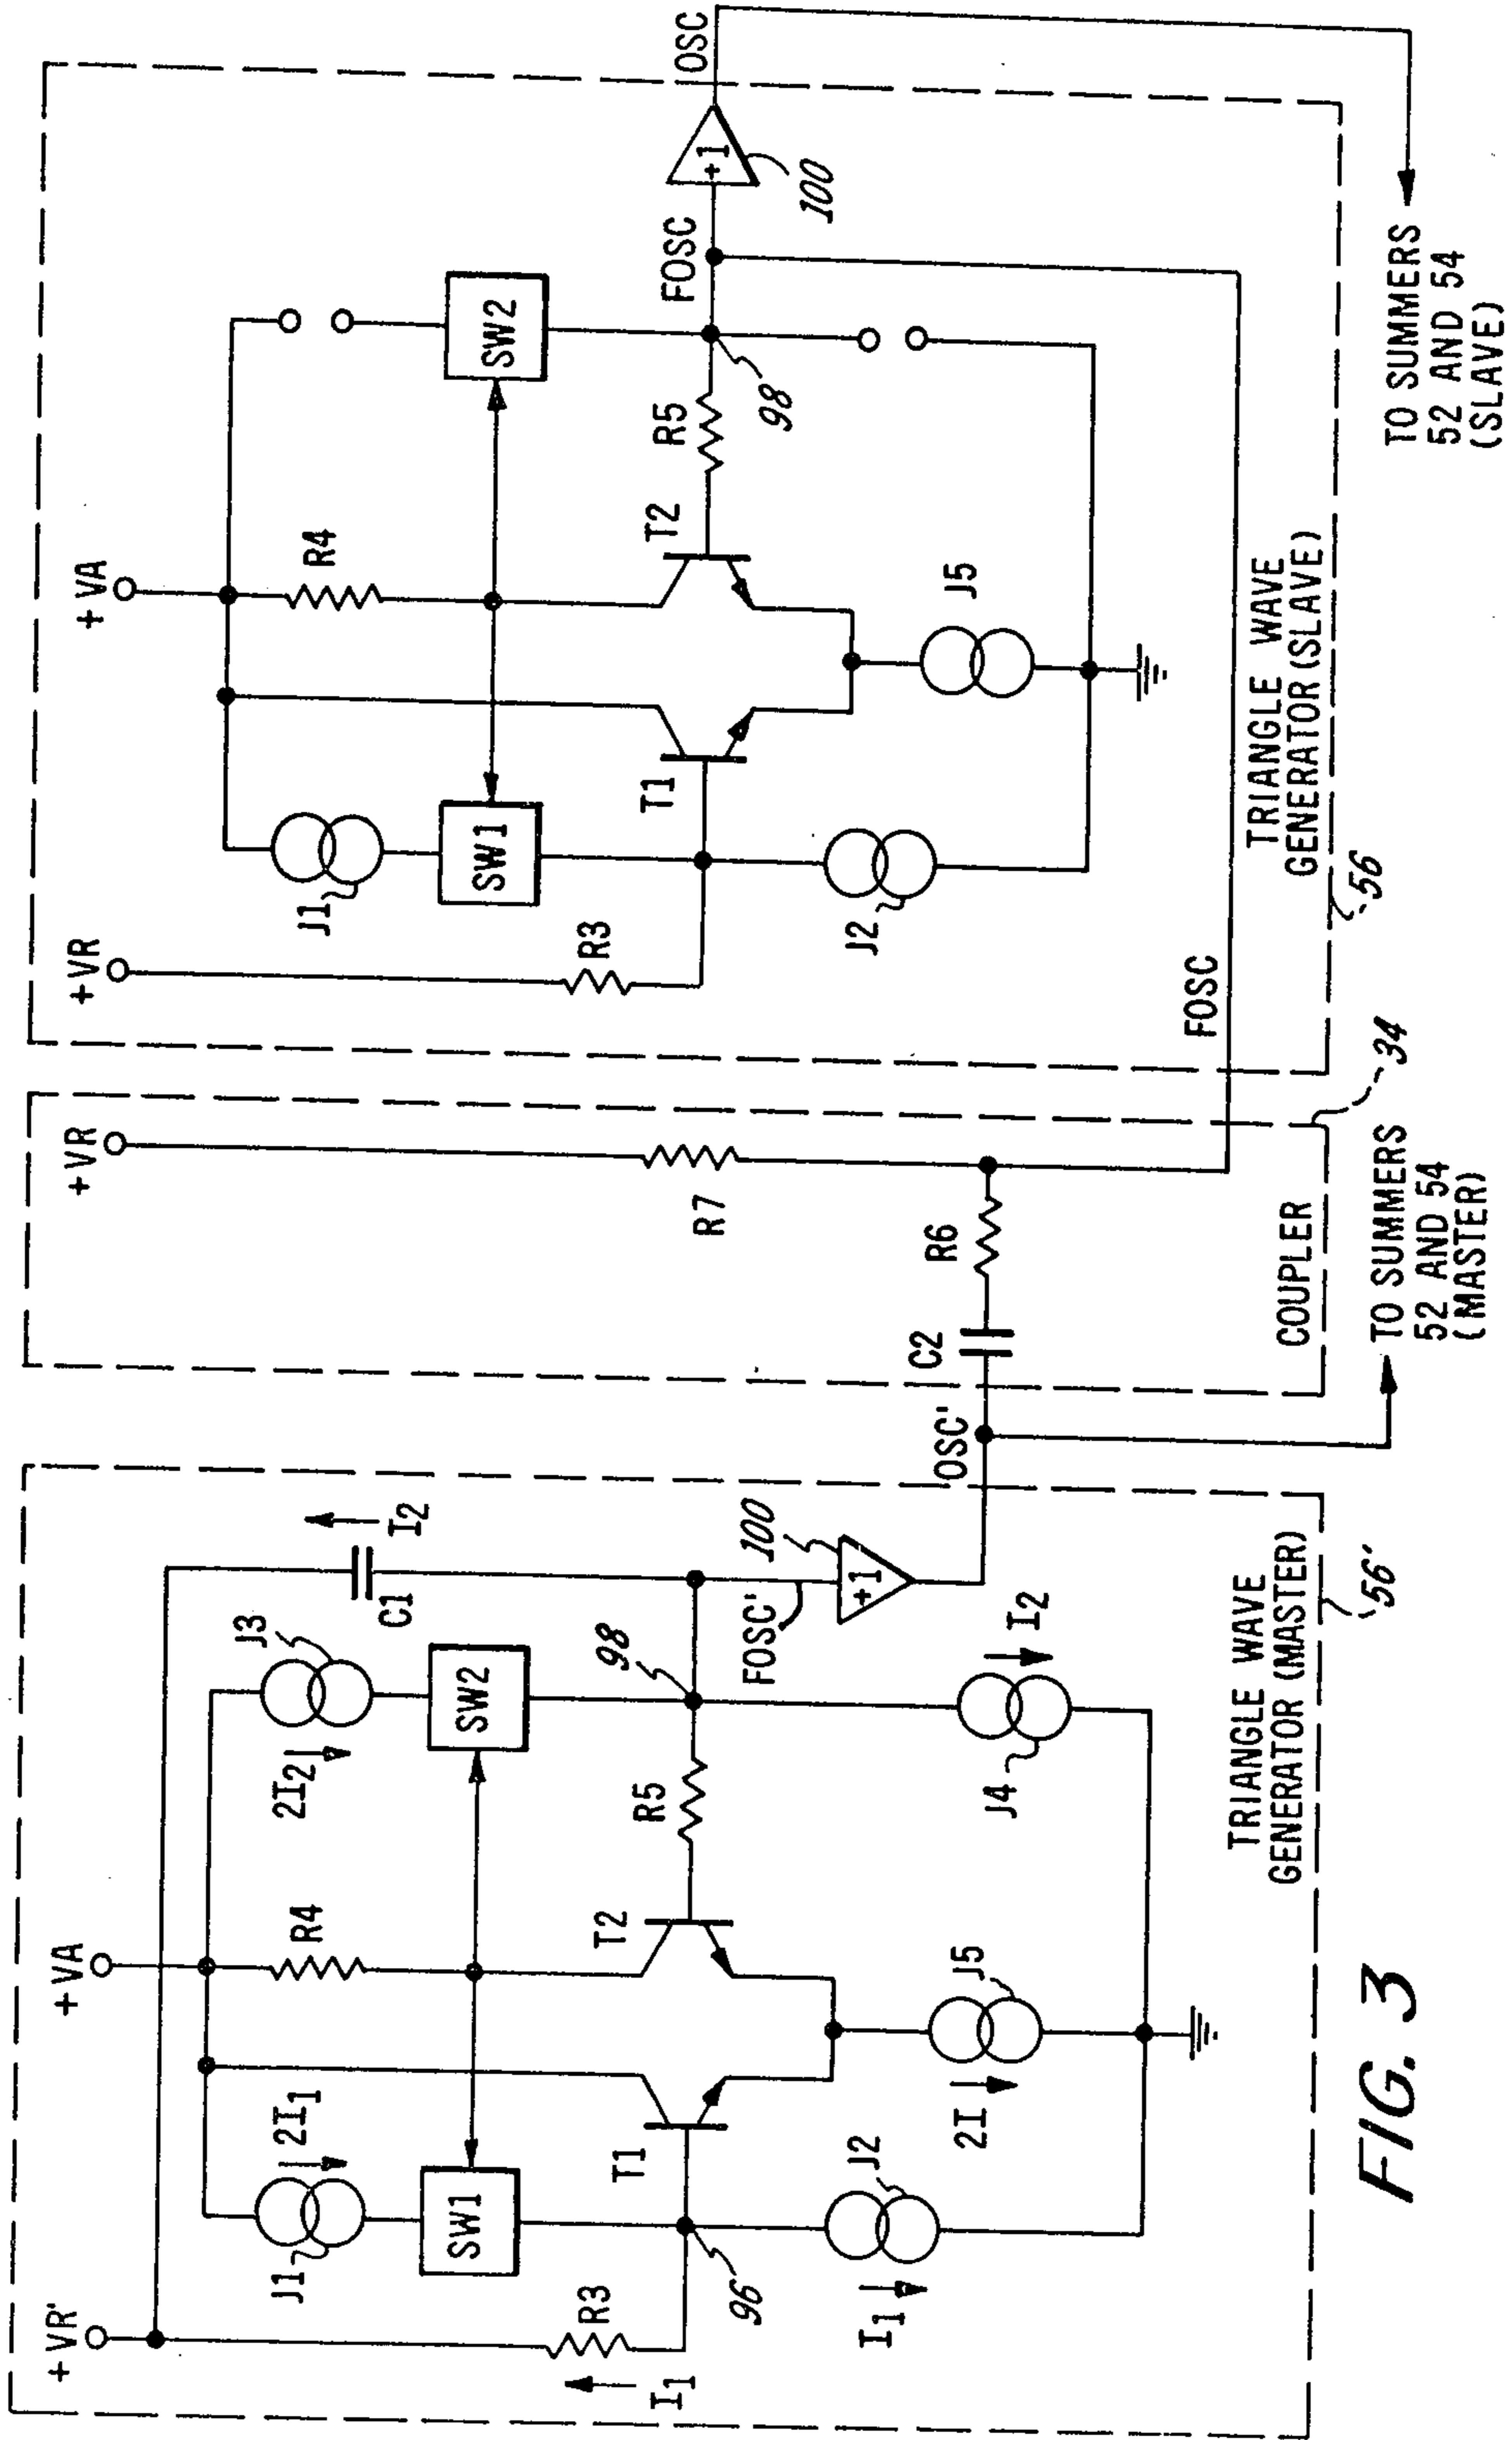 +VR'
+VA
J1
2I1
R4
2I2
J3
I2
C1
SW1
SW2
R3
I1
T1
T2
R5
98
96
FOSC'
+1
100
OSC'
I1
J2
2I
J5
J4
I2
TRIANGLE WAVE
GENERATOR (MASTER)
56'
+VR
R7
C2
R6
COUPLER
34
TO SUMMERS
52 AND 54
(MASTER)
+VR
+VA
J1
R4
SW1
SW2
R3
T1
T2
R5
98
FOSC
+1
100
OSC
J2
J5
FOSC
TRIANGLE WAVE
GENERATOR (SLAVE)
56
TO SUMMERS
52 AND 54
(SLAVE)
FIG. 3